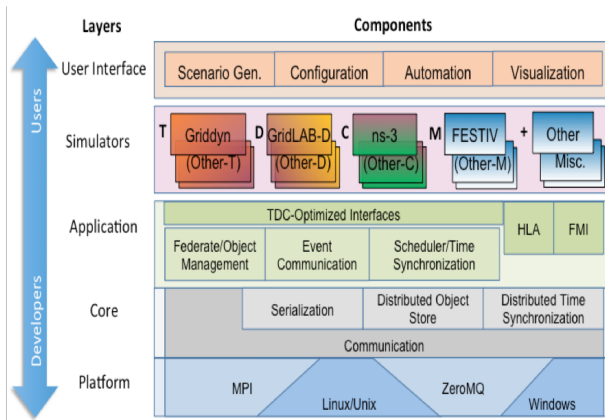 Layers
Components
Users
Developers
User Interface
Scenario Gen.
Configuration
Automation
Visualization
Simulators
T
Griddyn
(Other-T)
D
GridLAB-D
(Other-D)
C
ns-3
(Other-C)
M
FESTIV
(Other-M)
+
Other
Misc.
Application
TDC-Optimized Interfaces
HLA
FMI
Federate/Object
Management
Event
Communication
Scheduler/Time
Synchronization
Core
Serialization
Distributed Object
Store
Distributed Time
Synchronization
Communication
Platform
MPI
Linux/Unix
ZeroMQ
Windows